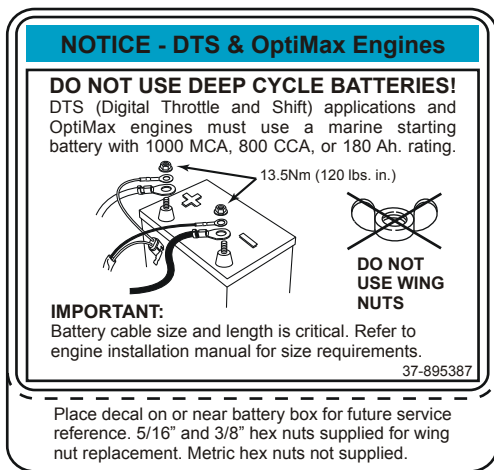 NOTICE - DTS & OptiMax Engines
DO NOT USE DEEP CYCLE BATTERIES!
DTS (Digital Throttle and Shift) applications and
OptiMax engines must use a marine starting
battery with 1000 MCA, 800 CCA, or 180 Ah. rating.
13.5Nm (120 lbs. in.)
DO NOT
USE WING
NUTS
IMPORTANT:
Battery cable size and length is critical. Refer to
engine installation manual for size requirements.
37-895387
Place decal on or near battery box for future service
reference. 5/16” and 3/8” hex nuts supplied for wing
nut replacement. Metric hex nuts not supplied.